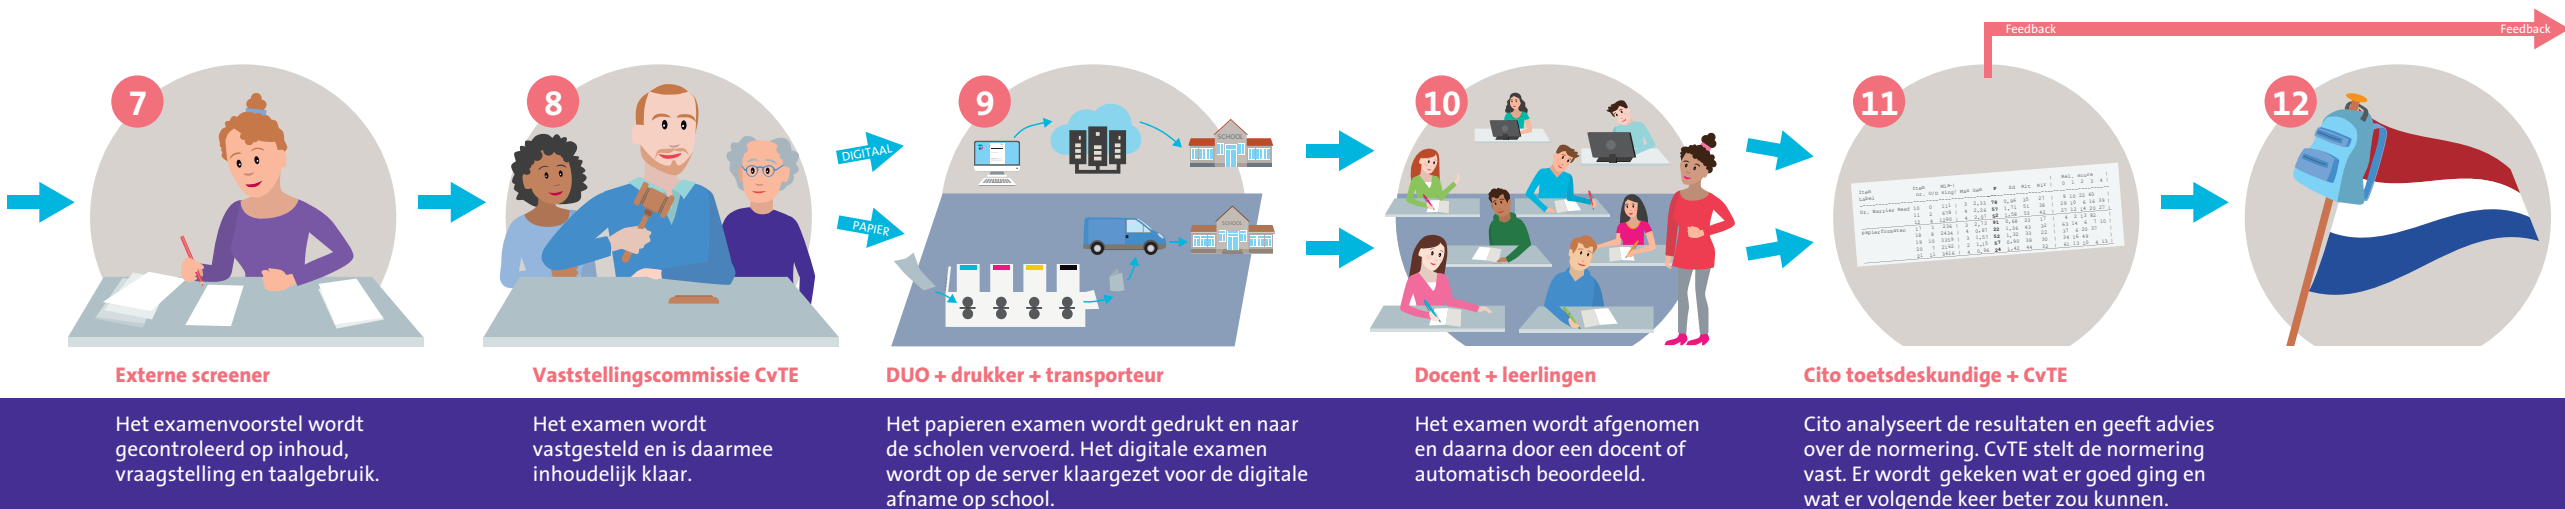 Feedback
Feedback
7
8
9
10
11
12
DIGITAAL
PAPIER
SCHOOL
SCHOOL
Externe screener
Het examenvoorstel wordt
gecontroleerd op inhoud,
vraagstelling en taalgebruik.
Vaststellingscommissie CvTE
Het examen wordt
vastgesteld en is daarmee
inhoudelijk klaar.
DUO + drukker + transporteur
Het papieren examen wordt gedrukt en naar
de scholen vervoerd. Het digitale examen
wordt op de server klaargezet voor de digitale
afname op school.
Docent + leerlingen
Het examen wordt afgenomen
en daarna door een docent of
automatisch beoordeeld.
Cito toetsdeskundige + CvTE
Cito analyseert de resultaten en geeft advies
over de normering. CvTE stelt de normering
vast. Er wordt gekeken wat er goed ging en
wat er volgende keer beter zou kunnen.